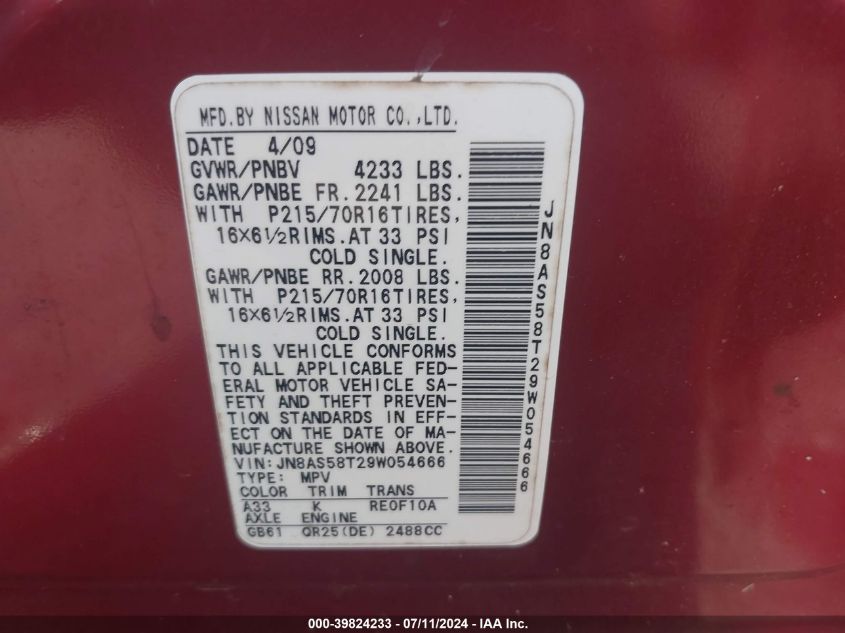 MFD.BY NISSAN MOTOR CO.,LTD.
DATE 4/09
GVWR/PNBV 4233 LBS.
GAWR/PNBE FR. 2241 LBS.
WITH P215/70R16TIRES,
16X6½RIMS.AT 33 PSI
COLD SINGLE.
GAWR/PNBE RR. 2008 LBS.
WITH P215/70R16TIRES,
16X6½RIMS.AT 33 PSI
COLD SINGLE.
THIS VEHICLE CONFORMS
TO ALL APPLICABLE FED-
ERAL MOTOR VEHICLE SA-
FETY AND THEFT PREVEN-
TION STANDARDS IN EFF-
ECT ON THE DATE OF MA-
NUFACTURE SHOWN ABOVE.
VIN: JN8AS58T29W054666
TYPE: MPV
COLOR TRIM TRANS
A33 K RE0F10A
AXLE ENGINE
GB61 QR25(DE) 2488CC
JN8AS58T29W054666
000-39824233 - 07/11/2024 - IAAI Inc.